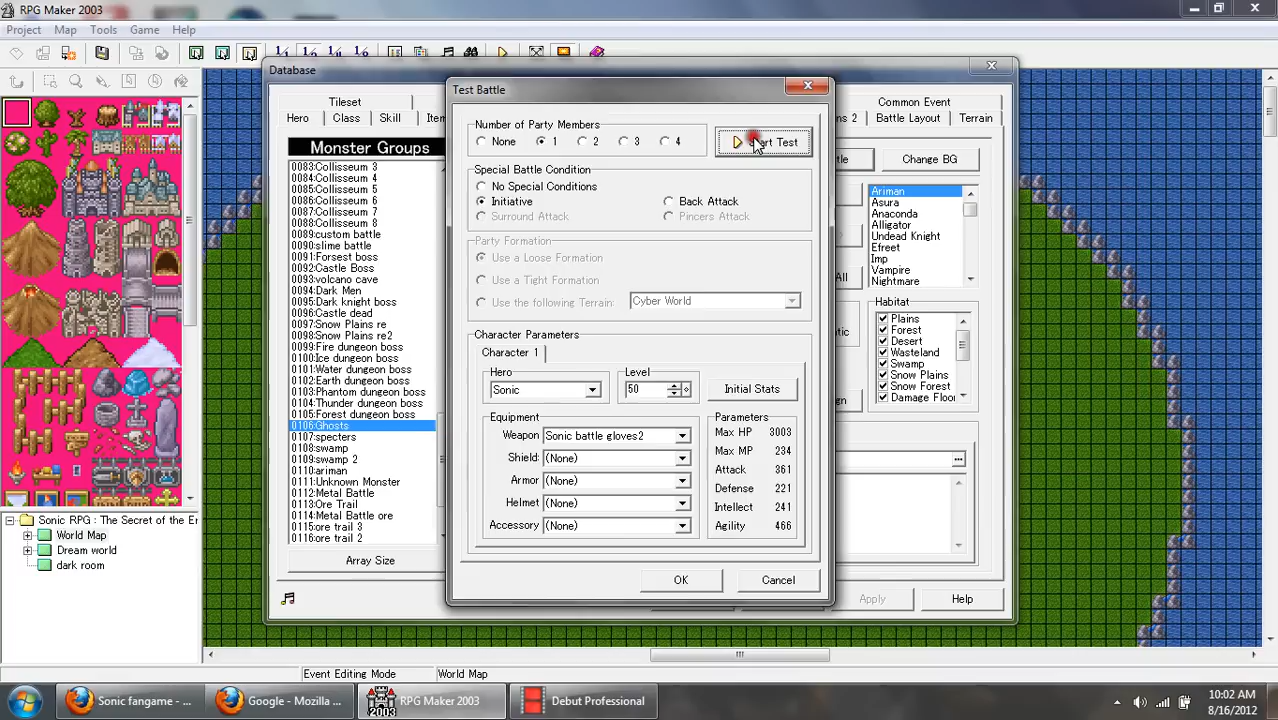 RPG Maker 2003
Project Map Tools Game Help
Database
Tileset
Common Event
Hero Class Skill
Battle Layout Terrain
Monster Groups
0083:Collisseum 3
0084:Collisseum 4
0085:Collisseum 5
0086:Collisseum 6
0087:Collisseum 7
0088:Collisseum 8
0089:custom battle
0090:slime battle
0091:Forsest boss
0092:Castle Boss
0093:volcano cave
0094:Dark Men
0095:Dark knight boss
0096:Castle dead
0097:Snow Plains re
0098:Snow Plains re2
0099:Fire dungeon boss
0100:Ice dungeon boss
0101:Water dungeon boss
0102:Earth dungeon boss
0103:Phantom dungeon boss
0104:Thunder dungeon boss
0105:Forest dungeon boss
0106:Ghosts
0107:specters
0108:swamp
0109:swamp 2
0110:ariman
0111:Unknown Monster
0112:Metal Battle
0113:Ore Trail
0114:Metal Battle ore
0115:ore trail 3
0116:ore trail 2
Array Size
Test Battle
Number of Party Members
None 1 2 3 4
Start Test
Special Battle Condition
No Special Conditions
Initiative Back Attack
Surround Attack Pincers Attack
Party Formation
Use a Loose Formation
Use a Tight Formation
Use the following Terrain: Cyber World
Character Parameters
Character 1
Hero Level
Sonic 50 Initial Stats
Equipment Parameters
Weapon Sonic battle gloves2
Shield: (None)
Armor (None)
Helmet (None)
Accessory (None)
Max HP 3003
Max MP 234
Attack 361
Defense 221
Intellect 241
Agility 466
OK Cancel
Change BG
Ariman
Asura
Anaconda
Alligator
Undead Knight
Efreet
Imp
Vampire
Nightmare
Habitat
Plains
Forest
Desert
Wasteland
Swamp
Snow Plains
Snow Forest
Damage Floor
...
Apply Help
Sonic RPG : The Secret of the Er
World Map
Dream world
dark room
Event Editing Mode World Map
Sonic fangame - ... Google - Mozilla ... RPG Maker 2003 Debut Professional
10:02 AM
8/16/2012